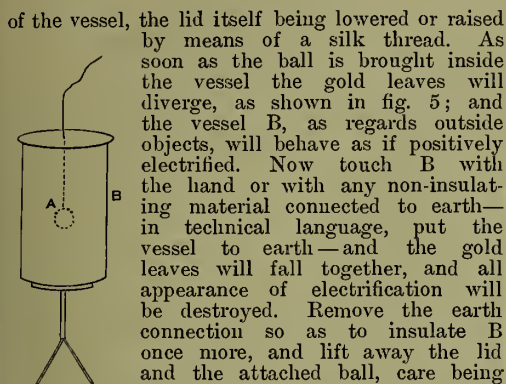 of the vessel, the lid itself being lowered or raised
by means of a silk thread. As
soon as the ball is brought inside
the vessel the gold leaves will
diverge, as shown in fig. 5; and
the vessel B, as regards outside
objects, will behave as if positively
electrified. Now touch B with
the hand or with any non-insulat-
ing material connected to earth—
in technical language, put the
vessel to earth—and the gold
leaves will fall together, and all
appearance of electrification will
be destroyed. Remove the earth
connection so as to insulate B
once more, and lift away the lid
and the attached ball, care being
A
B